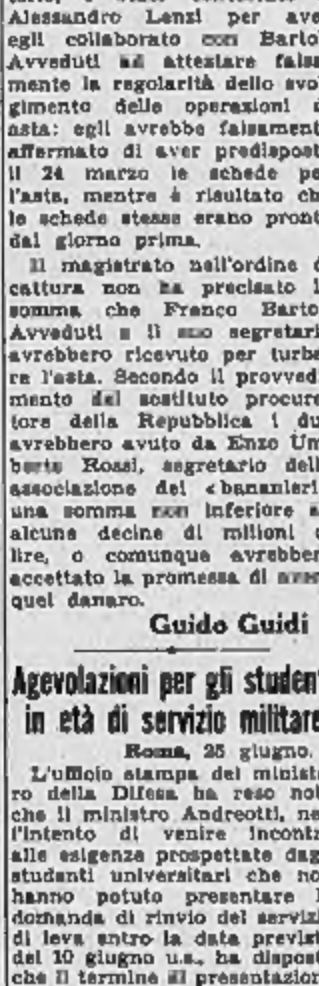 Alessandro Lenzi per ave
egli collaborato con Bartol
Avveduti ad attestare falsa
mente la regolarità dello svol
gimento delle operazioni d
asta: egli avrebbe falsament
affermato di aver predispost
il 24 marzo le schede pe
l'asta, mentre è risultato ch
le schede stesse erano pront
dal giorno prima.
Il magistrato nell'ordine d
cattura non ha precisato l
somma che Franco Bartol
Avveduti e il suo segretari
avrebbero ricevuto per turba
re l'asta. Secondo il provved
mento del sostituto procura
tore della Repubblica i du
avrebbero avuto da Enzo Um
berto Rossi, segretario dell
associazione dei «bananieri
una somma non inferiore a
alcune decine di milioni d
lire, o comunque avrebber
accettato la promessa di aver
quel danaro.
Guido Guidi
Agevolazioni per gli student
in età di servizio militare
Roma, 25 giugno.
L'ufficio stampa del ministe
ro della Difesa ha reso not
che il ministro Andreotti, ne
l'intento di venire incontr
alle esigenze prospettate dag
studenti universitari che no
hanno potuto presentare l
domanda di rinvio del servizi
di leva entro la data previst
del 10 giugno u.s., ha dispost
che il termine di presentazion